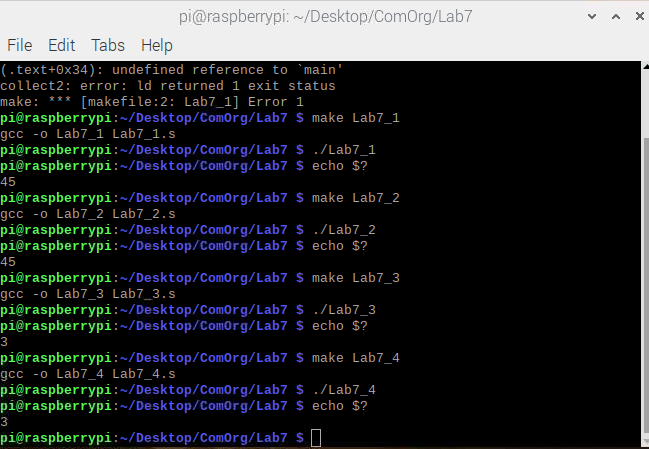 pi@raspberrypi: ~/Desktop/ComOrg/Lab7
File Edit Tabs Help
(.text+0x34): undefined reference to `main'
collect2: error: ld returned 1 exit status
make: *** [makefile:2: Lab7_1] Error 1
pi@raspberrypi:~/Desktop/ComOrg/Lab7 $ make Lab7_1
gcc -o Lab7_1 Lab7_1.s
pi@raspberrypi:~/Desktop/ComOrg/Lab7 $ ./Lab7_1
pi@raspberrypi:~/Desktop/ComOrg/Lab7 $ echo $?
45
pi@raspberrypi:~/Desktop/ComOrg/Lab7 $ make Lab7_2
gcc -o Lab7_2 Lab7_2.s
pi@raspberrypi:~/Desktop/ComOrg/Lab7 $ ./Lab7_2
pi@raspberrypi:~/Desktop/ComOrg/Lab7 $ echo $?
45
pi@raspberrypi:~/Desktop/ComOrg/Lab7 $ make Lab7_3
gcc -o Lab7_3 Lab7_3.s
pi@raspberrypi:~/Desktop/ComOrg/Lab7 $ ./Lab7_3
pi@raspberrypi:~/Desktop/ComOrg/Lab7 $ echo $?
3
pi@raspberrypi:~/Desktop/ComOrg/Lab7 $ make Lab7_4
gcc -o Lab7_4 Lab7_4.s
pi@raspberrypi:~/Desktop/ComOrg/Lab7 $ ./Lab7_4
pi@raspberrypi:~/Desktop/ComOrg/Lab7 $ echo $?
3
pi@raspberrypi:~/Desktop/ComOrg/Lab7 $